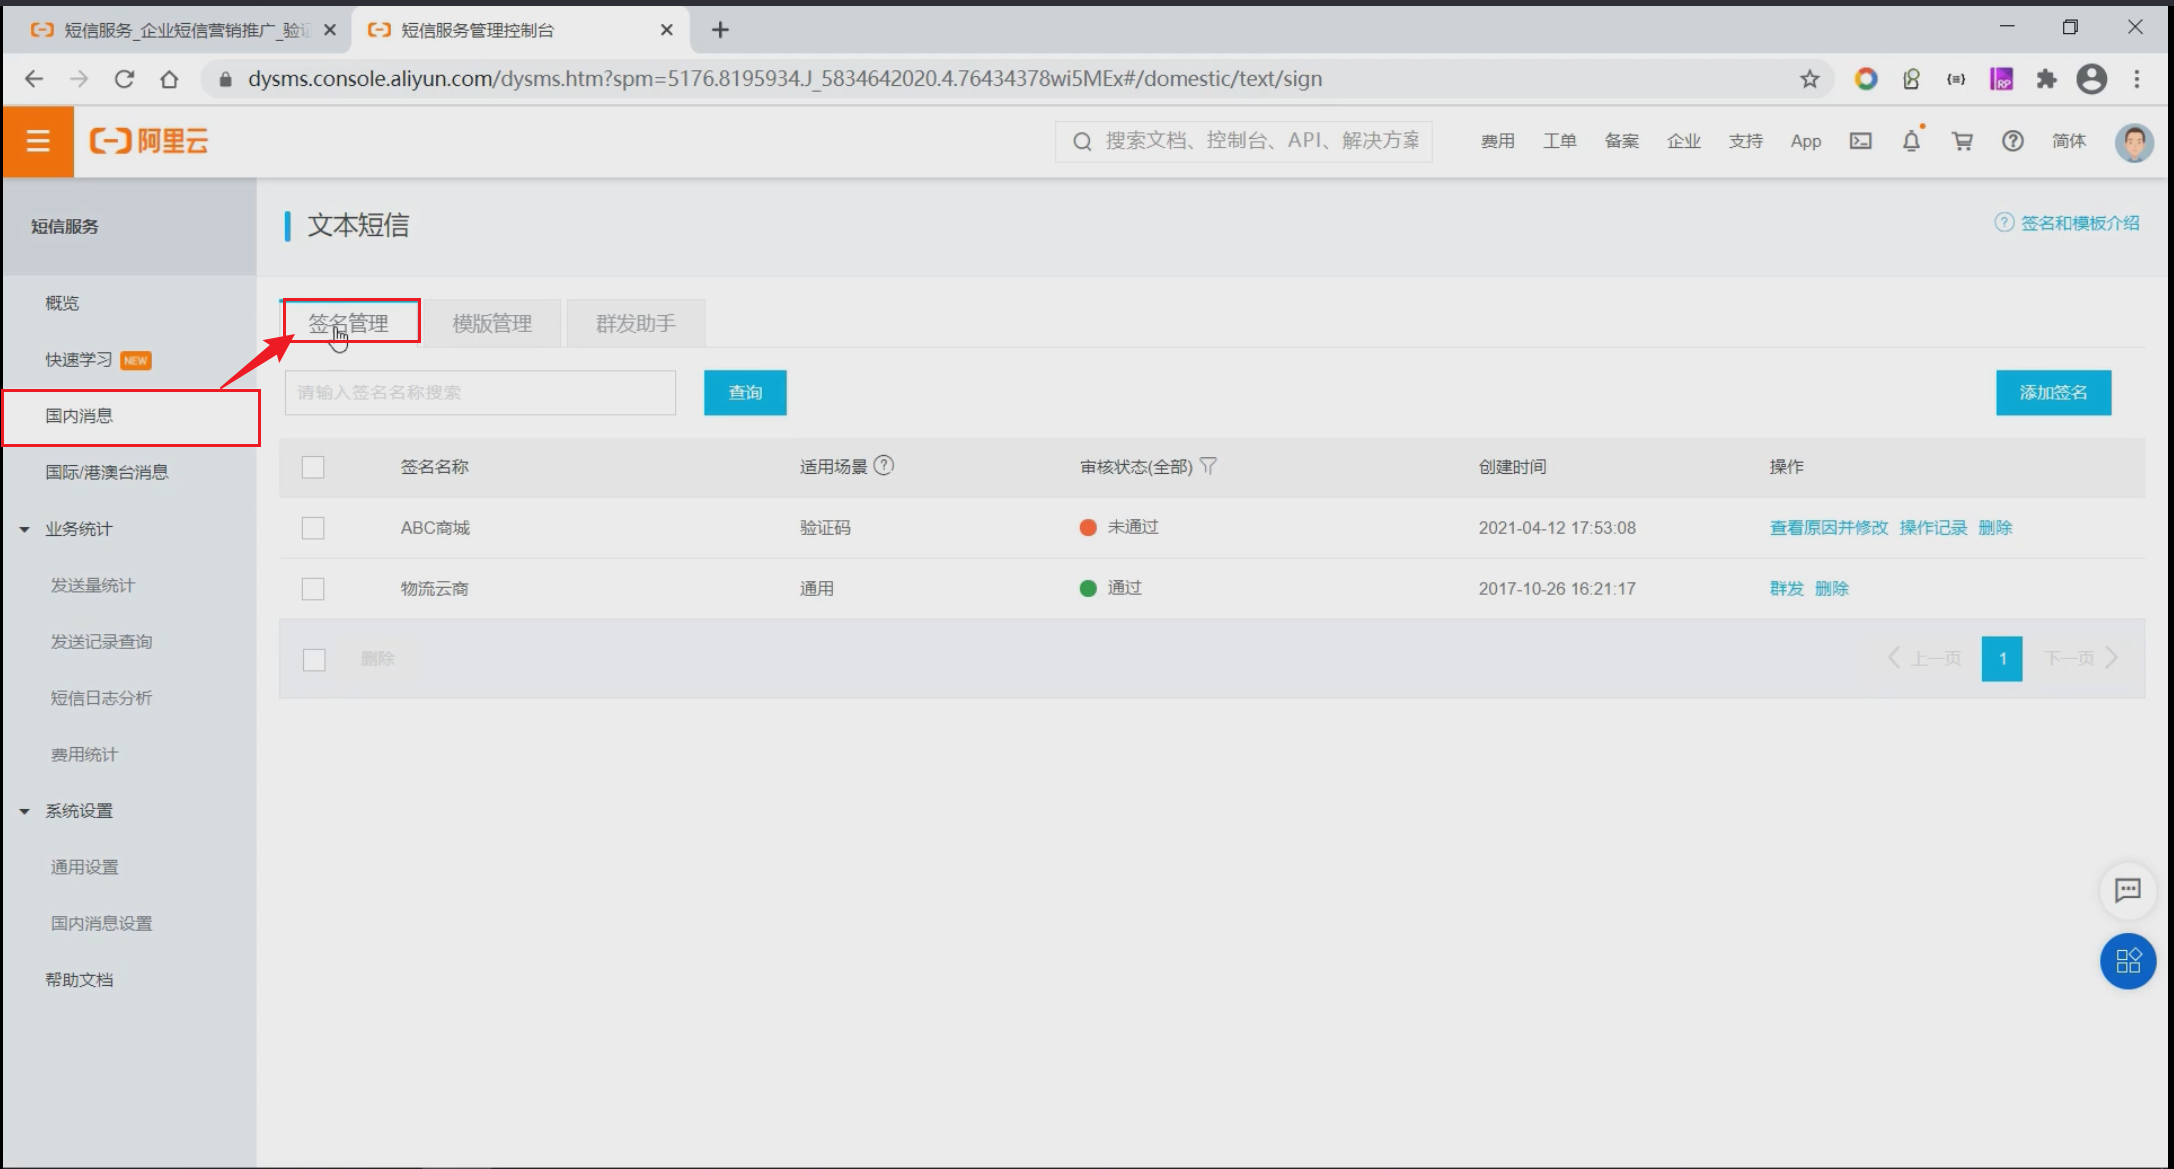 短信服务_企业短信营销推广_验证
短信服务管理控制台
dysms.console.aliyun.com/dysms.htm?spm=5176.8195934.J_5834642020.4.76434378wi5MEx#/domestic/text/sign
RP
阿里云
搜索文档、控制台、API、解决方案
费用 工单 备案 企业 支持 App 简体
短信服务
文本短信
签名和模板介绍
概览
快速学习 NEW
国内消息
国际/港澳台消息
业务统计
发送量统计
发送记录查询
短信日志分析
费用统计
系统设置
通用设置
国内消息设置
帮助文档
签名管理 模版管理 群发助手
请输入签名名称搜索 查询 添加签名
签名名称 适用场景 审核状态(全部) 创建时间 操作
ABC商城 验证码 未通过 2021-04-12 17:53:08 查看原因并修改 操作记录 删除
物流云商 通用 通过 2017-10-26 16:21:17 群发 删除
删除 上一页 1 下一页